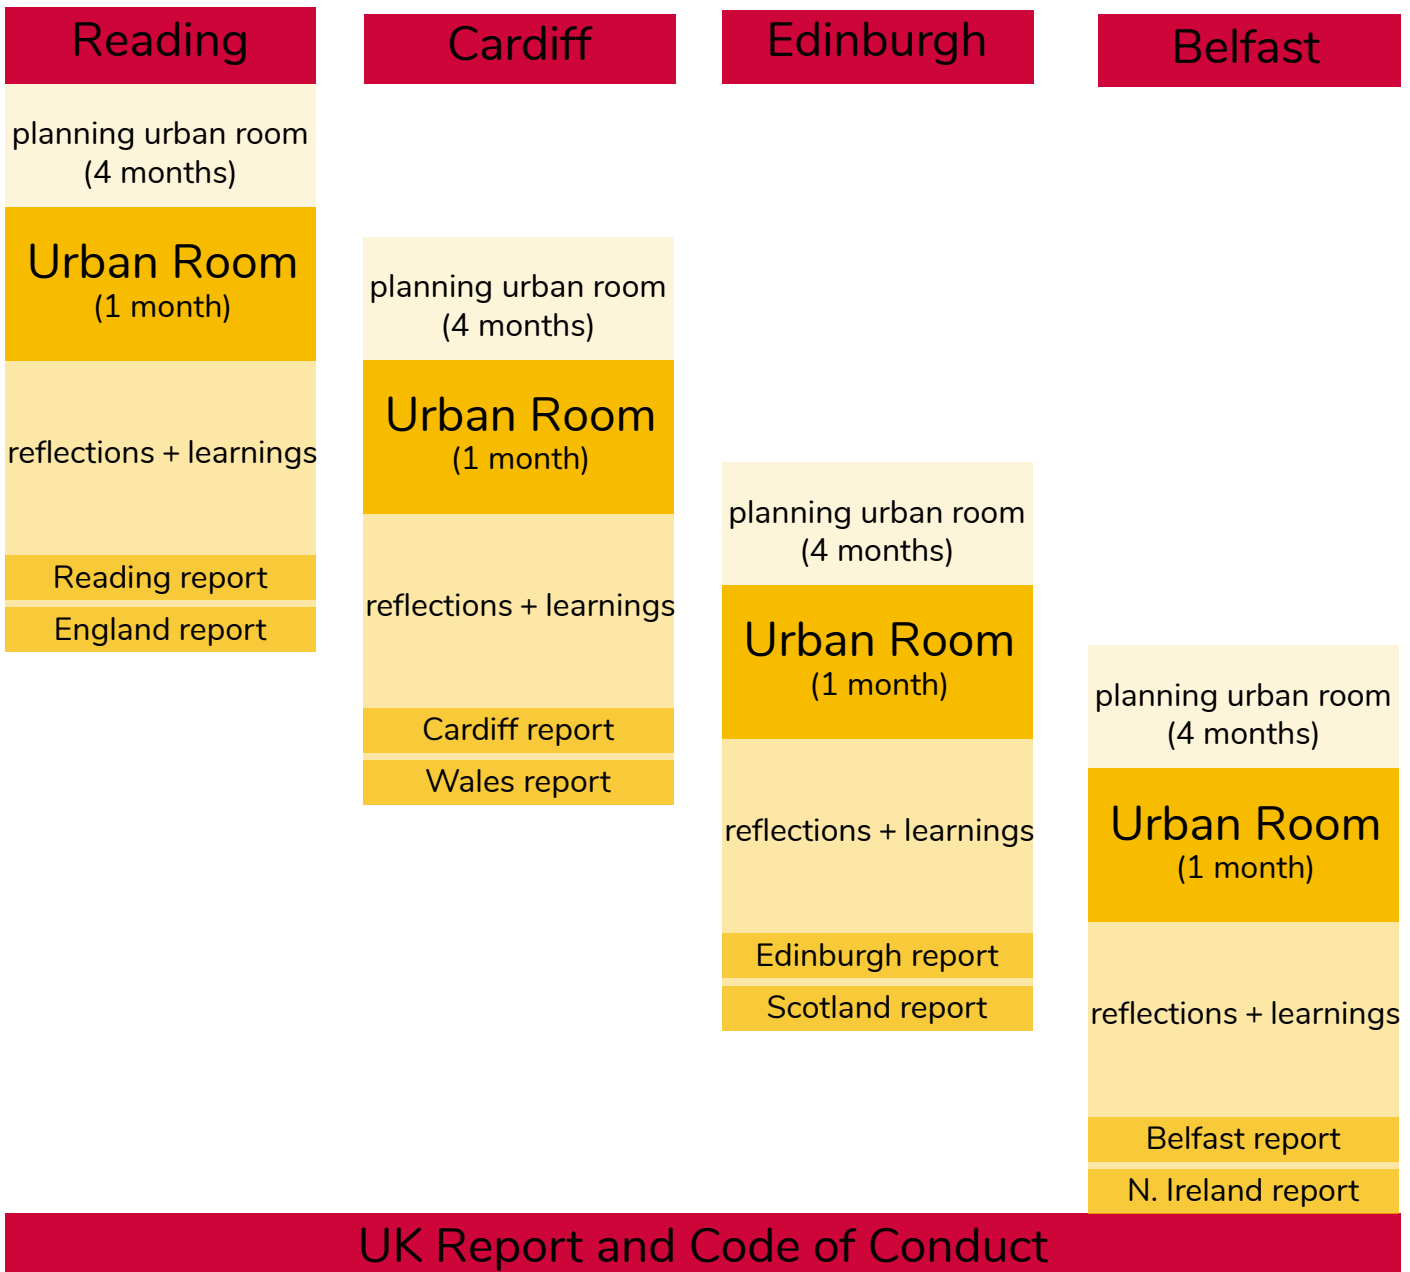 Reading
Cardiff
Edinburgh
Belfast
planning urban room
(4 months)
Urban Room
(1 month)
reflections + learnings
Reading report
England report
planning urban room
(4 months)
Urban Room
(1 month)
reflections + learnings
Cardiff report
Wales report
planning urban room
(4 months)
Urban Room
(1 month)
reflections + learnings
Edinburgh report
Scotland report
planning urban room
(4 months)
Urban Room
(1 month)
reflections + learnings
Belfast report
N. Ireland report
UK Report and Code of Conduct